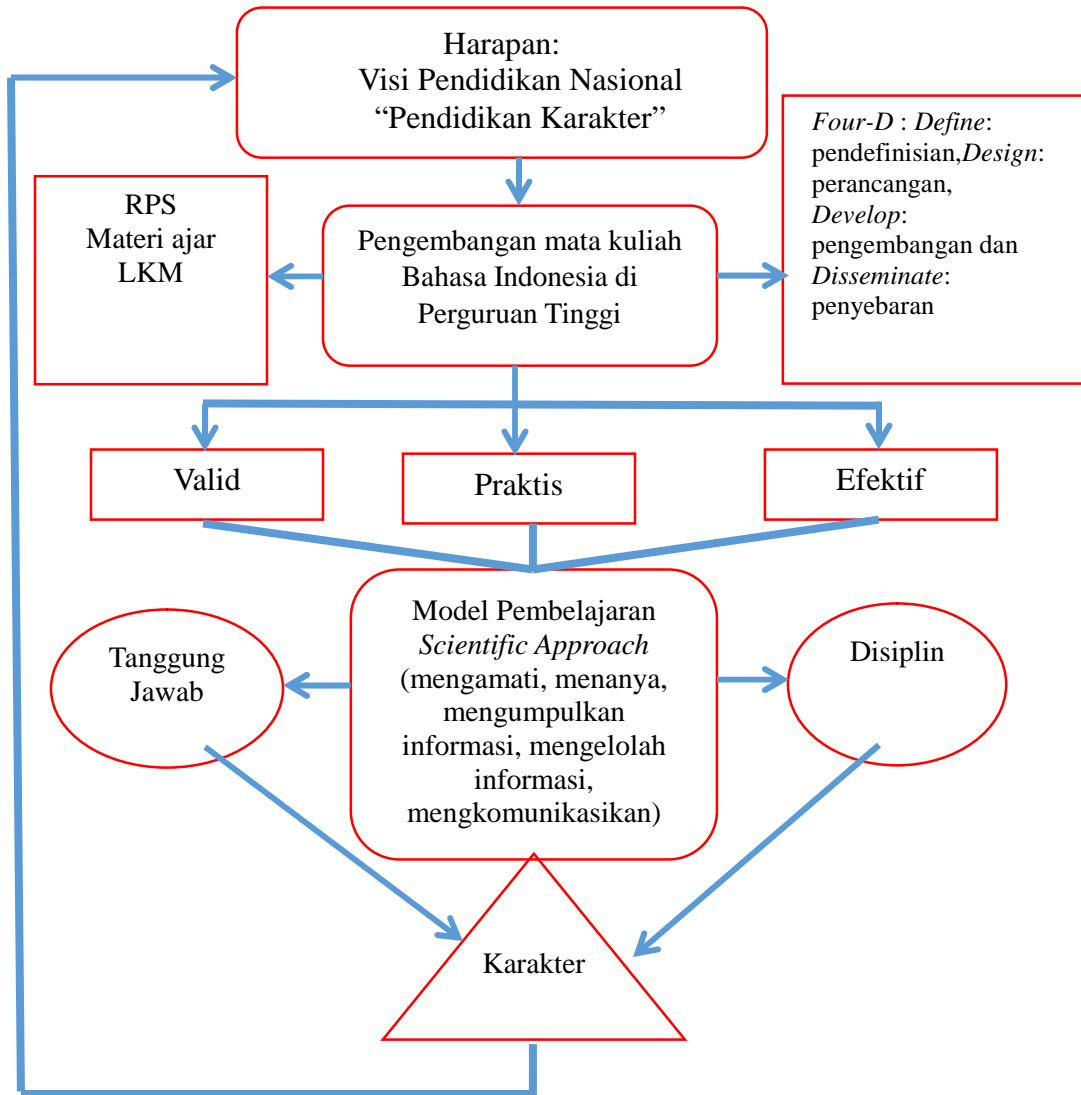 Harapan:
Visi Pendidikan Nasional
“Pendidikan Karakter”
Four-D : Define:
pendefinisian,Design:
perancangan,
Develop:
pengembangan dan
Disseminate:
penyebaran
RPS
Materi ajar
LKM
Pengembangan mata kuliah
Bahasa Indonesia di
Perguruan Tinggi
Valid
Praktis
Efektif
Model Pembelajaran
Scientific Approach
(mengamati, menanya,
mengumpulkan
informasi, mengelolah
informasi,
mengkomunikasikan)
Tanggung
Jawab
Disiplin
Karakter